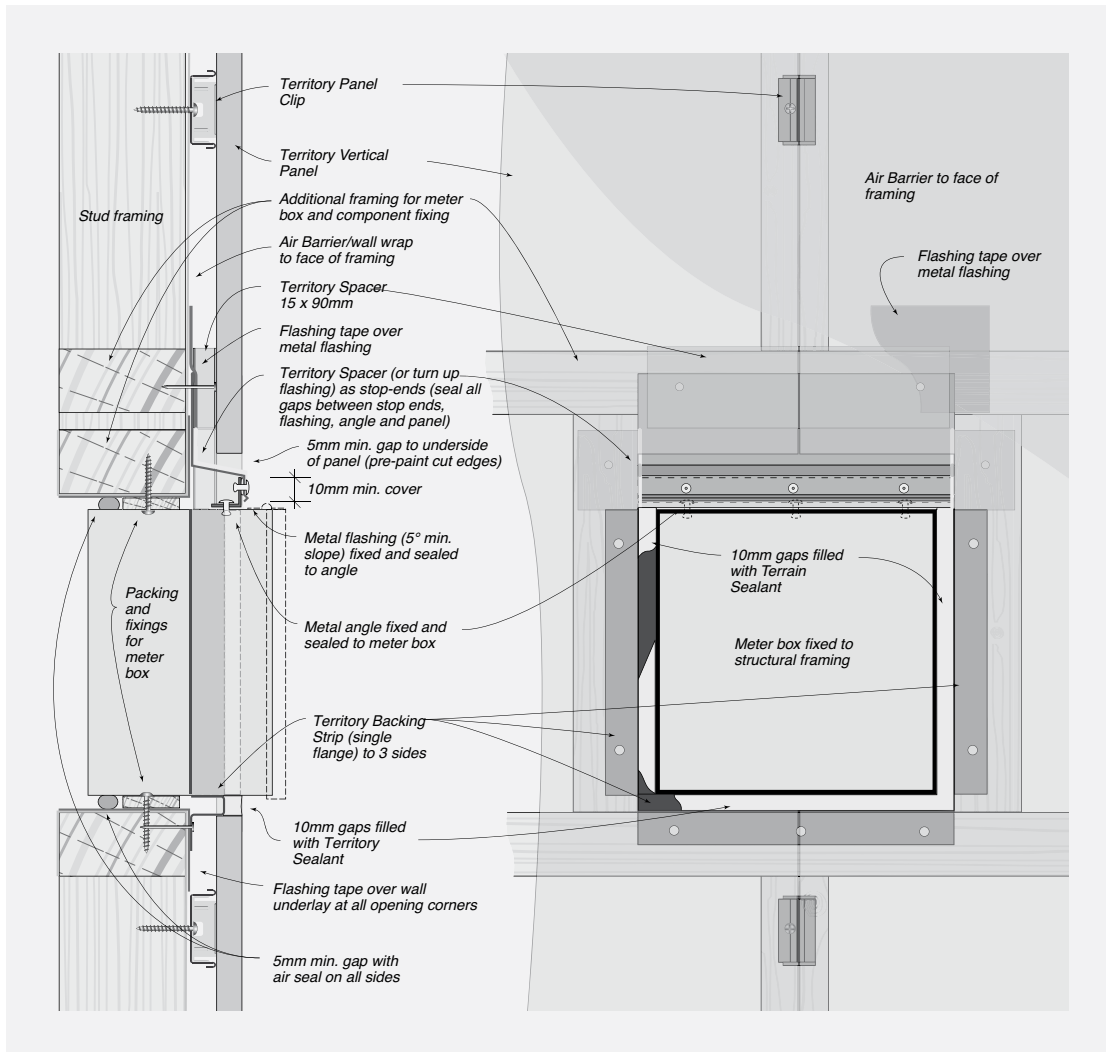 Territory Panel
Clip
Territory Vertical
Panel
Stud framing
Additional framing for meter
box and component fixing
Air Barrier/wall wrap
to face of framing
Territory Spacer
15 x 90mm
Flashing tape over
metal flashing
Territory Spacer (or turn up
flashing) as stop-ends (seal all
gaps between stop ends,
flashing, angle and panel)
5mm min. gap to underside
of panel (pre-paint cut edges)
10mm min. cover
Metal flashing (5° min.
slope) fixed and sealed
to angle
Packing
and
fixings
for
meter
box
Metal angle fixed and
sealed to meter box
Territory Backing
Strip (single
flange) to 3 sides
10mm gaps filled
with Territory
Sealant
Flashing tape over wall
underlay at all opening corners
5mm min. gap with
air seal on all sides
Air Barrier to face of
framing
Flashing tape over
metal flashing
10mm gaps filled
with Terrain
Sealant
Meter box fixed to
structural framing